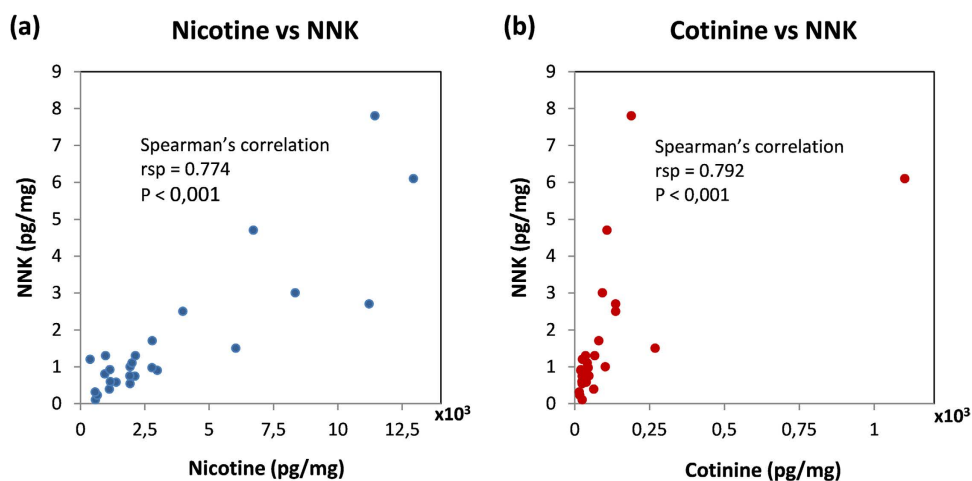 (a) Nicotine vs NNK
9
8
7
6
5
4
3
2
1
0
NNK (pg/mg)
Spearman's correlation
rsp = 0.774
P < 0,001
0 2,5 5 7,5 10 12,5 x10³
Nicotine (pg/mg)
(b) Cotinine vs NNK
9
8
7
6
5
4
3
2
1
0
NNK (pg/mg)
Spearman's correlation
rsp = 0.792
P < 0,001
0 0,25 0,5 0,75 1 x10³
Cotinine (pg/mg)